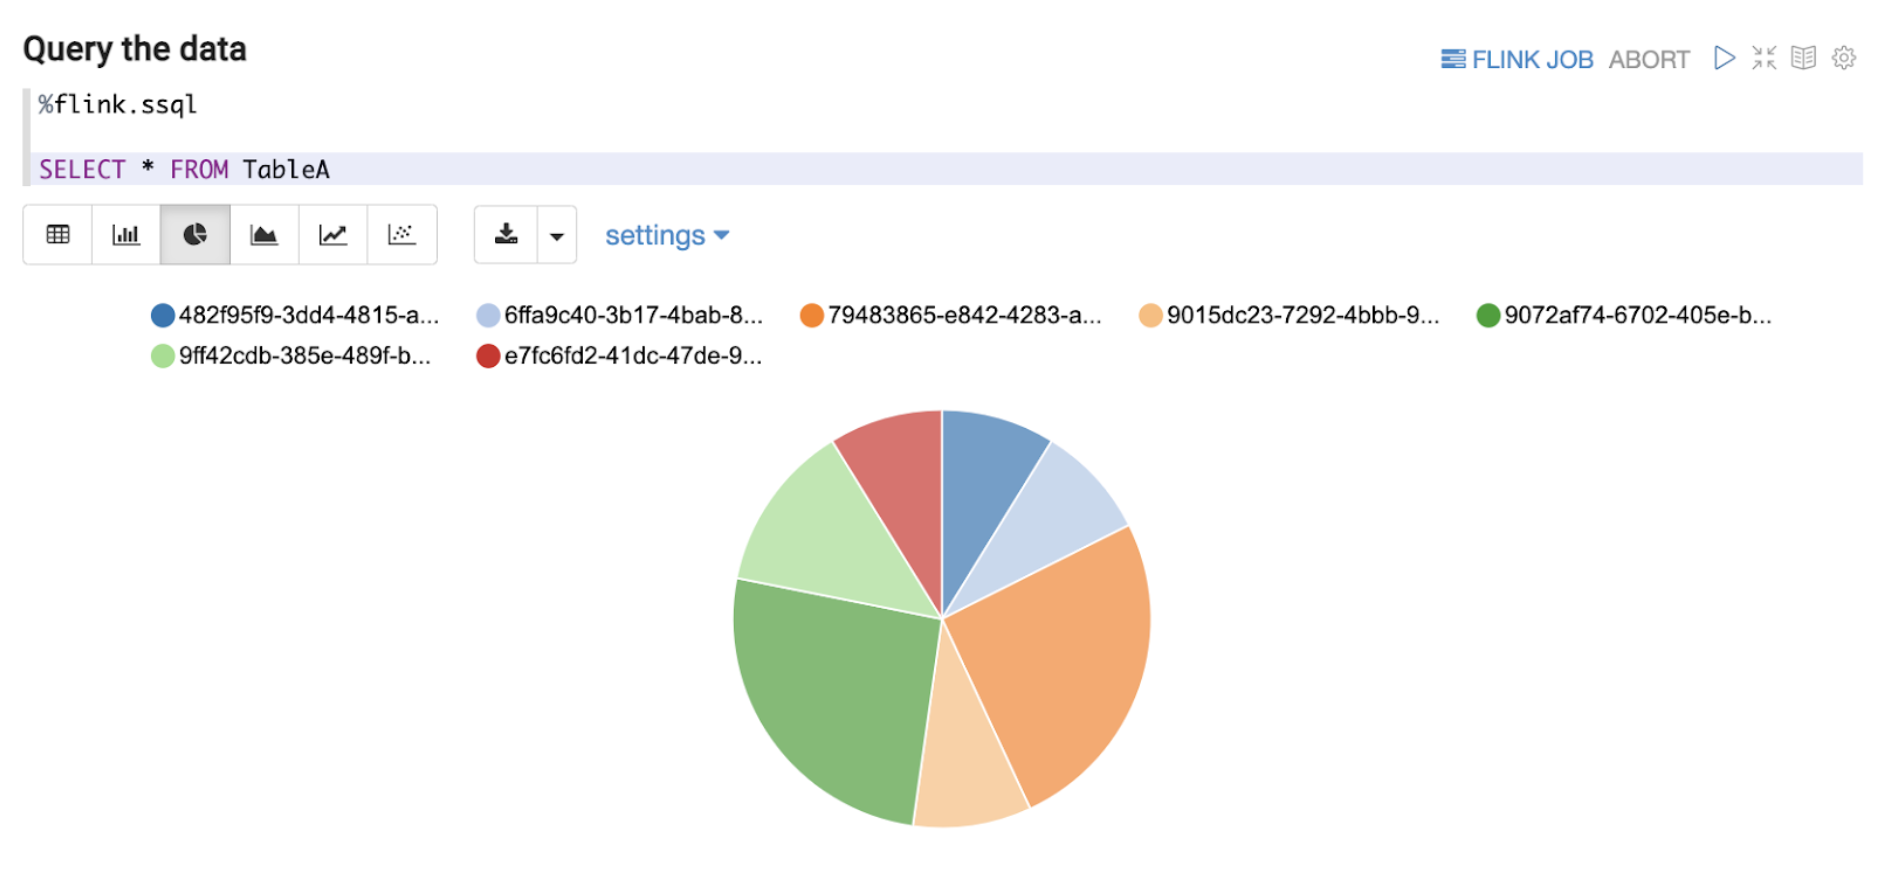 Query the data
FLINK JOB ABORT
%flink.ssql
SELECT * FROM TableA
settings
482f95f9-3dd4-4815-a... 6ffa9c40-3b17-4bab-8... 79483865-e842-4283-a... 9015dc23-7292-4bbb-9... 9072af74-6702-405e-b...
9ff42cdb-385e-489f-b... e7fc6fd2-41dc-47de-9...